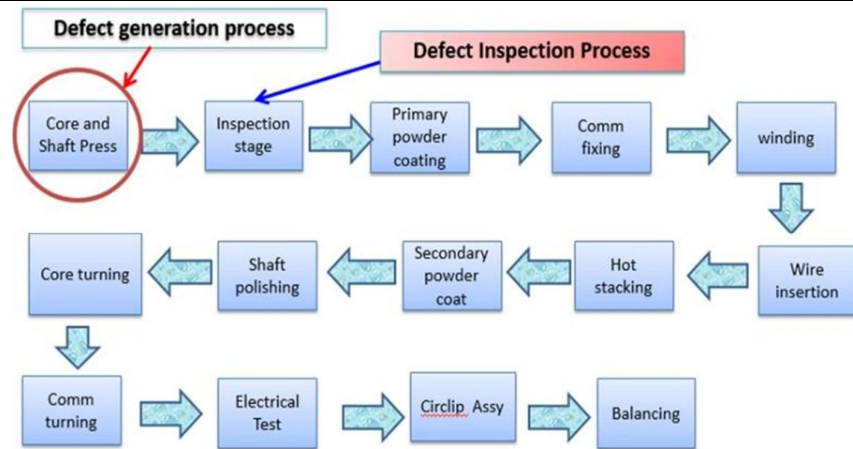 Defect generation process
Defect Inspection Process
Core and
Shaft Press
Inspection
stage
Primary
powder
coating
Comm
fixing
winding
Core turning
Shaft
polishing
Secondary
powder
coat
Hot
stacking
Wire
insertion
Comm
turning
Electrical
Test
Circlip Assy
Balancing